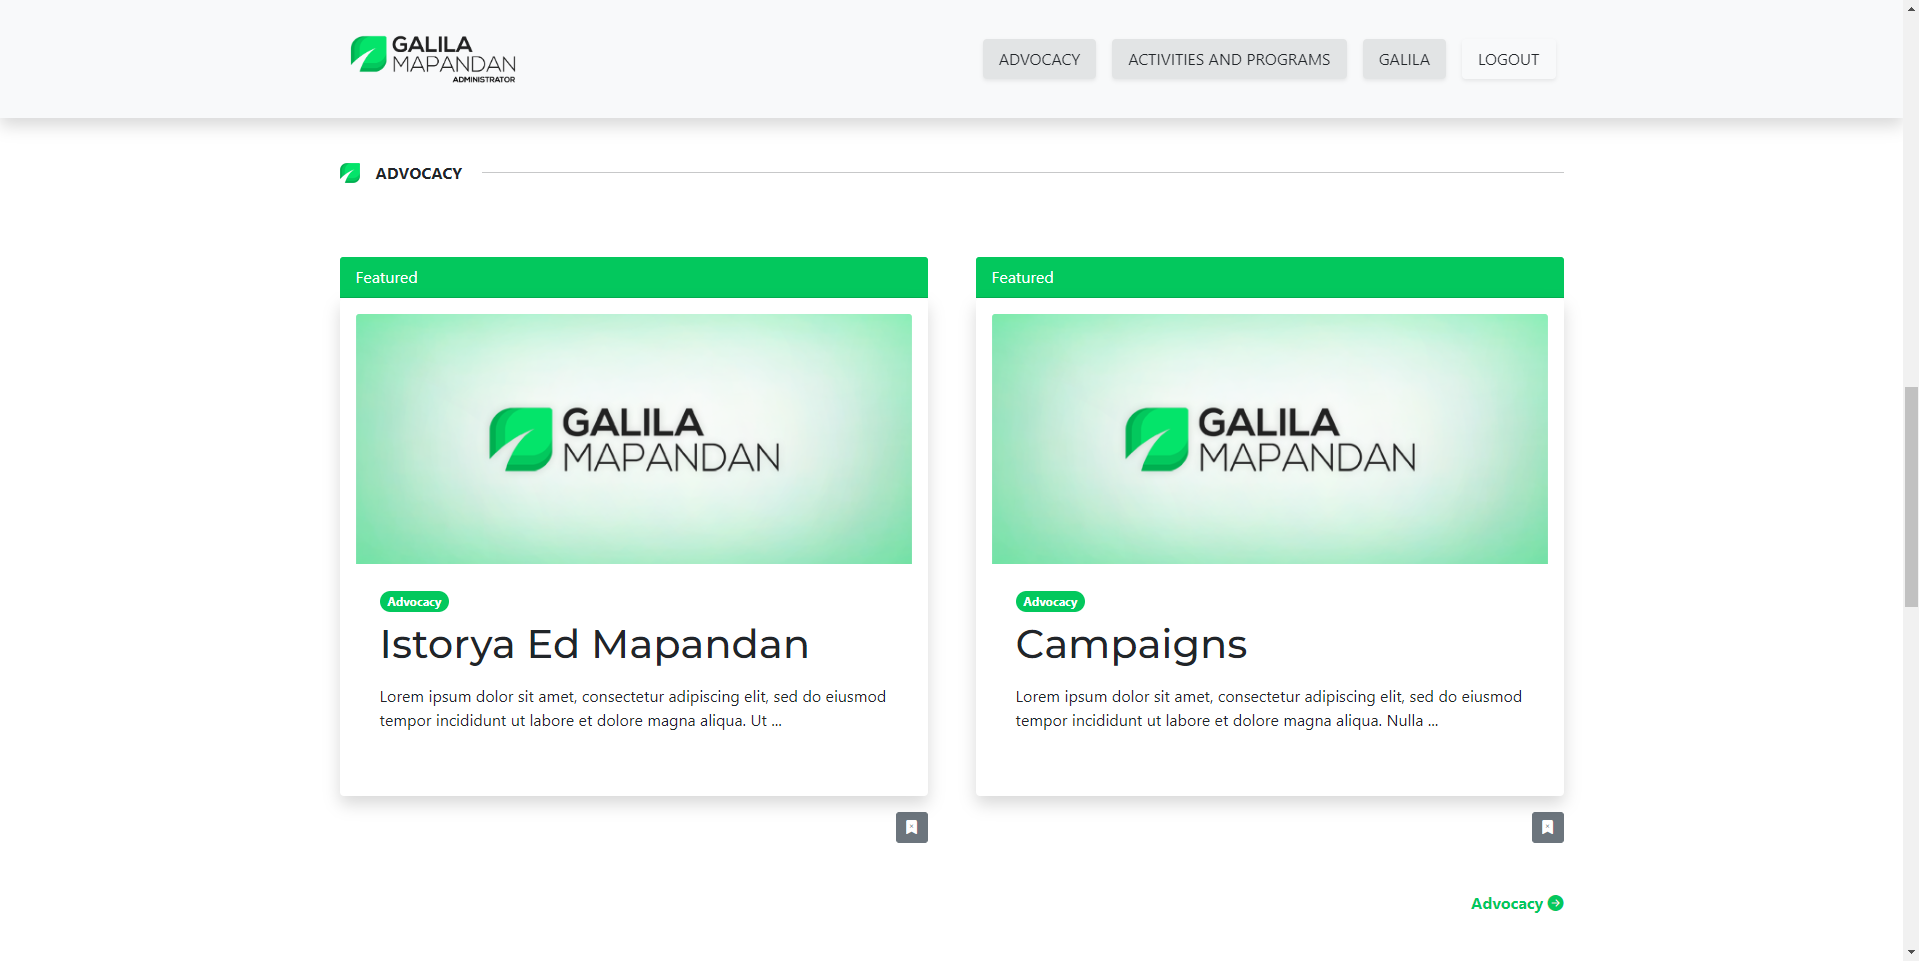 GALILA
MAPANDAN
ADMINISTRATOR
ADVOCACY
ACTIVITIES AND PROGRAMS
GALILA
LOGOUT
ADVOCACY
Featured
GALILA
MAPANDAN
Advocacy
Istorya Ed Mapandan
Lorem ipsum dolor sit amet, consectetur adipiscing elit, sed do eiusmod
tempor incididunt ut labore et dolore magna aliqua. Ut ...
Featured
GALILA
MAPANDAN
Advocacy
Campaigns
Lorem ipsum dolor sit amet, consectetur adipiscing elit, sed do eiusmod
tempor incididunt ut labore et dolore magna aliqua. Nulla ...
Advocacy